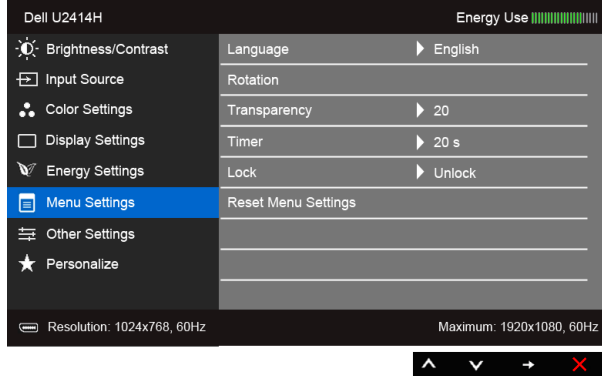 Dell U2414H Energy Use
Brightness/Contrast Language English
Input Source Rotation
Color Settings Transparency 20
Display Settings Timer 20 s
Energy Settings Lock Unlock
Menu Settings Reset Menu Settings
Other Settings
Personalize
Resolution: 1024x768, 60Hz Maximum: 1920x1080, 60Hz